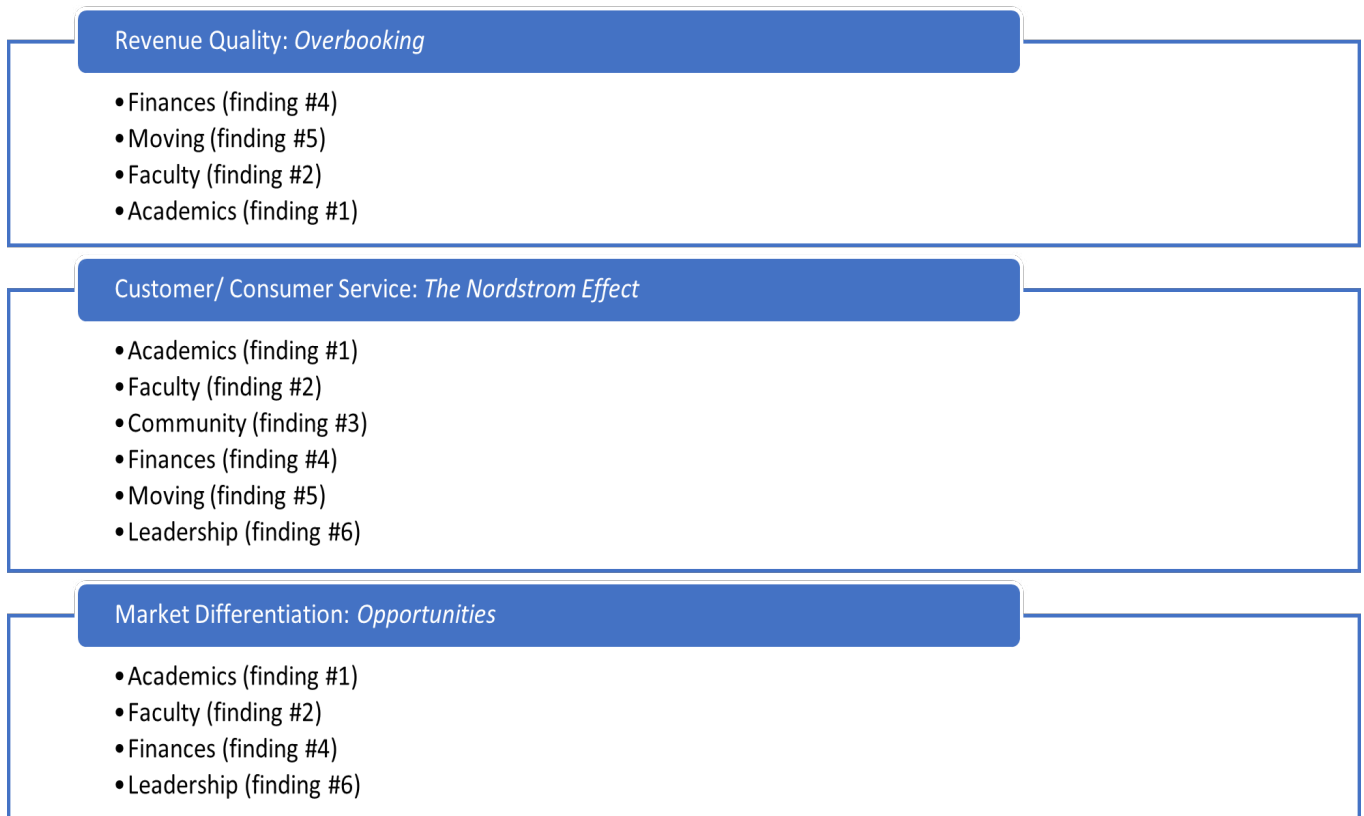 Revenue Quality: Overbooking
•Finances (finding #4)
•Moving (finding #5)
•Faculty (finding #2)
•Academics (finding #1)
Customer/ Consumer Service: The Nordstrom Effect
•Academics (finding #1)
•Faculty (finding #2)
•Community (finding #3)
•Finances (finding #4)
•Moving (finding #5)
•Leadership (finding #6)
Market Differentiation: Opportunities
•Academics (finding #1)
•Faculty (finding #2)
•Finances (finding #4)
•Leadership (finding #6)